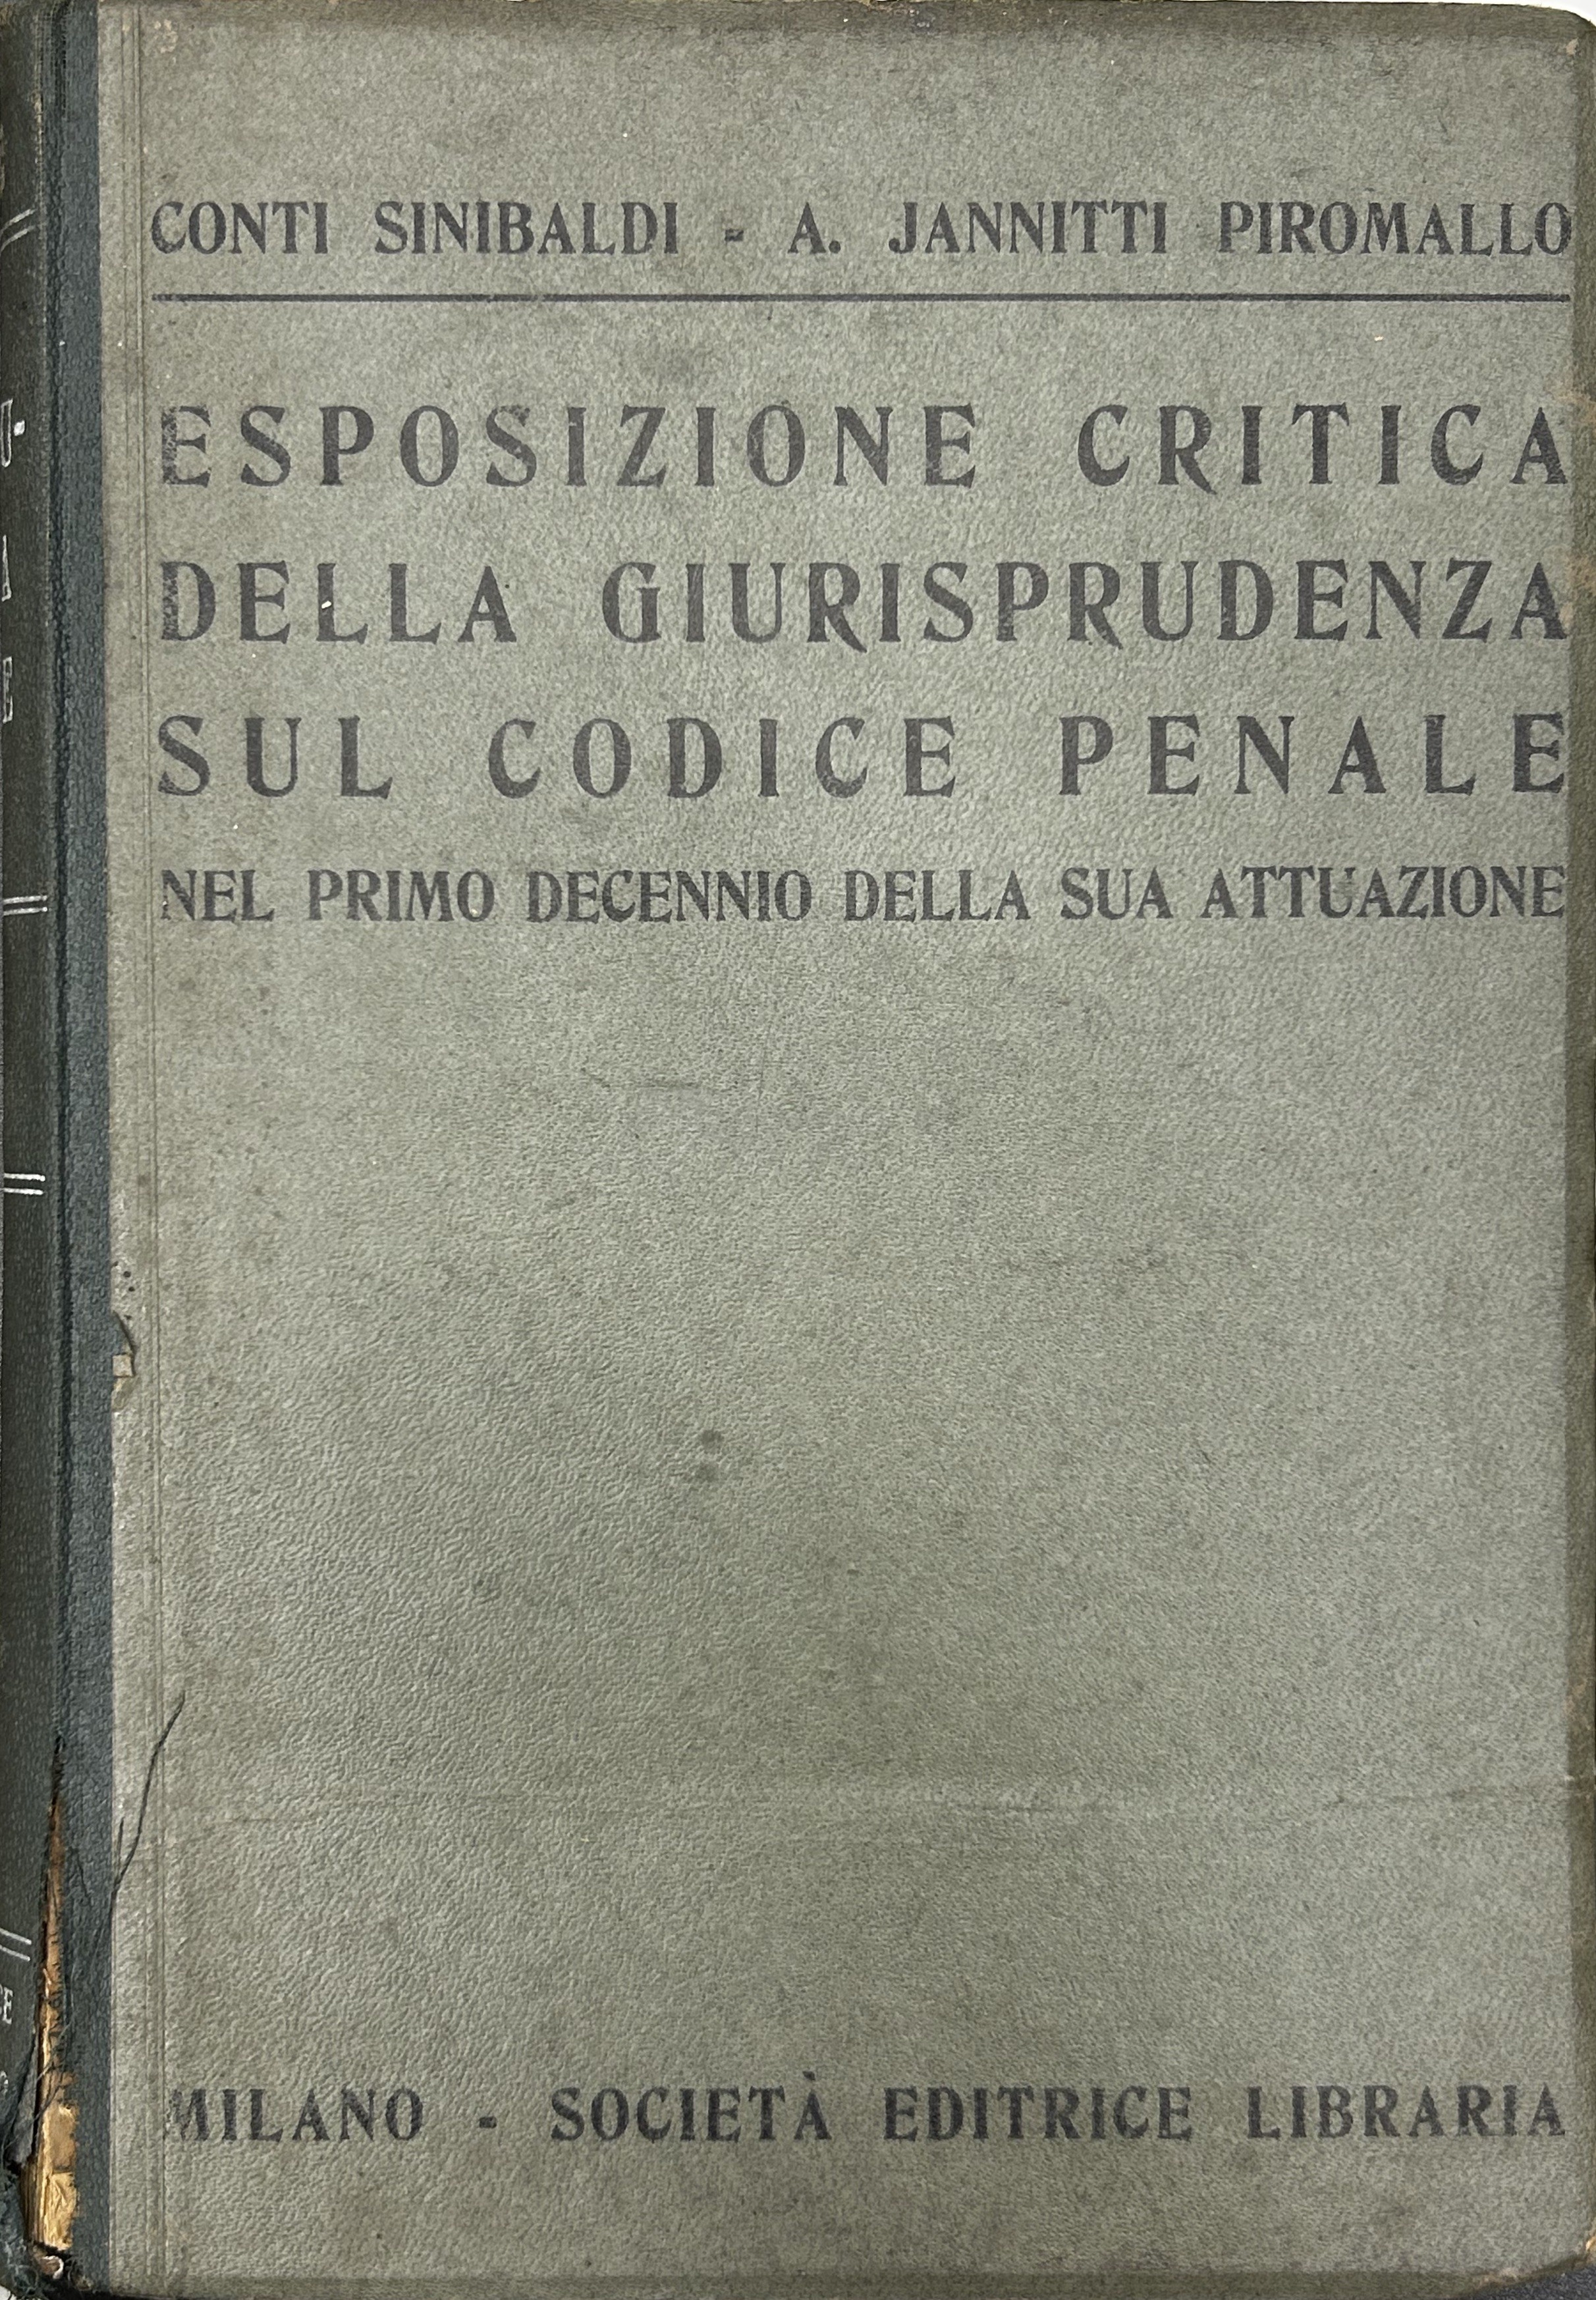 CONTI SINIBALDI - A. JANNITTI PIROMALLO
ESPOSIZIONE CRITICA
DELLA GIURISPRUDENZA
SUL CODICE PENALE
NEL PRIMO DECENNIO DELLA SUA ATTUAZIONE
MILANO - SOCIETÀ EDITRICE LIBRARIA